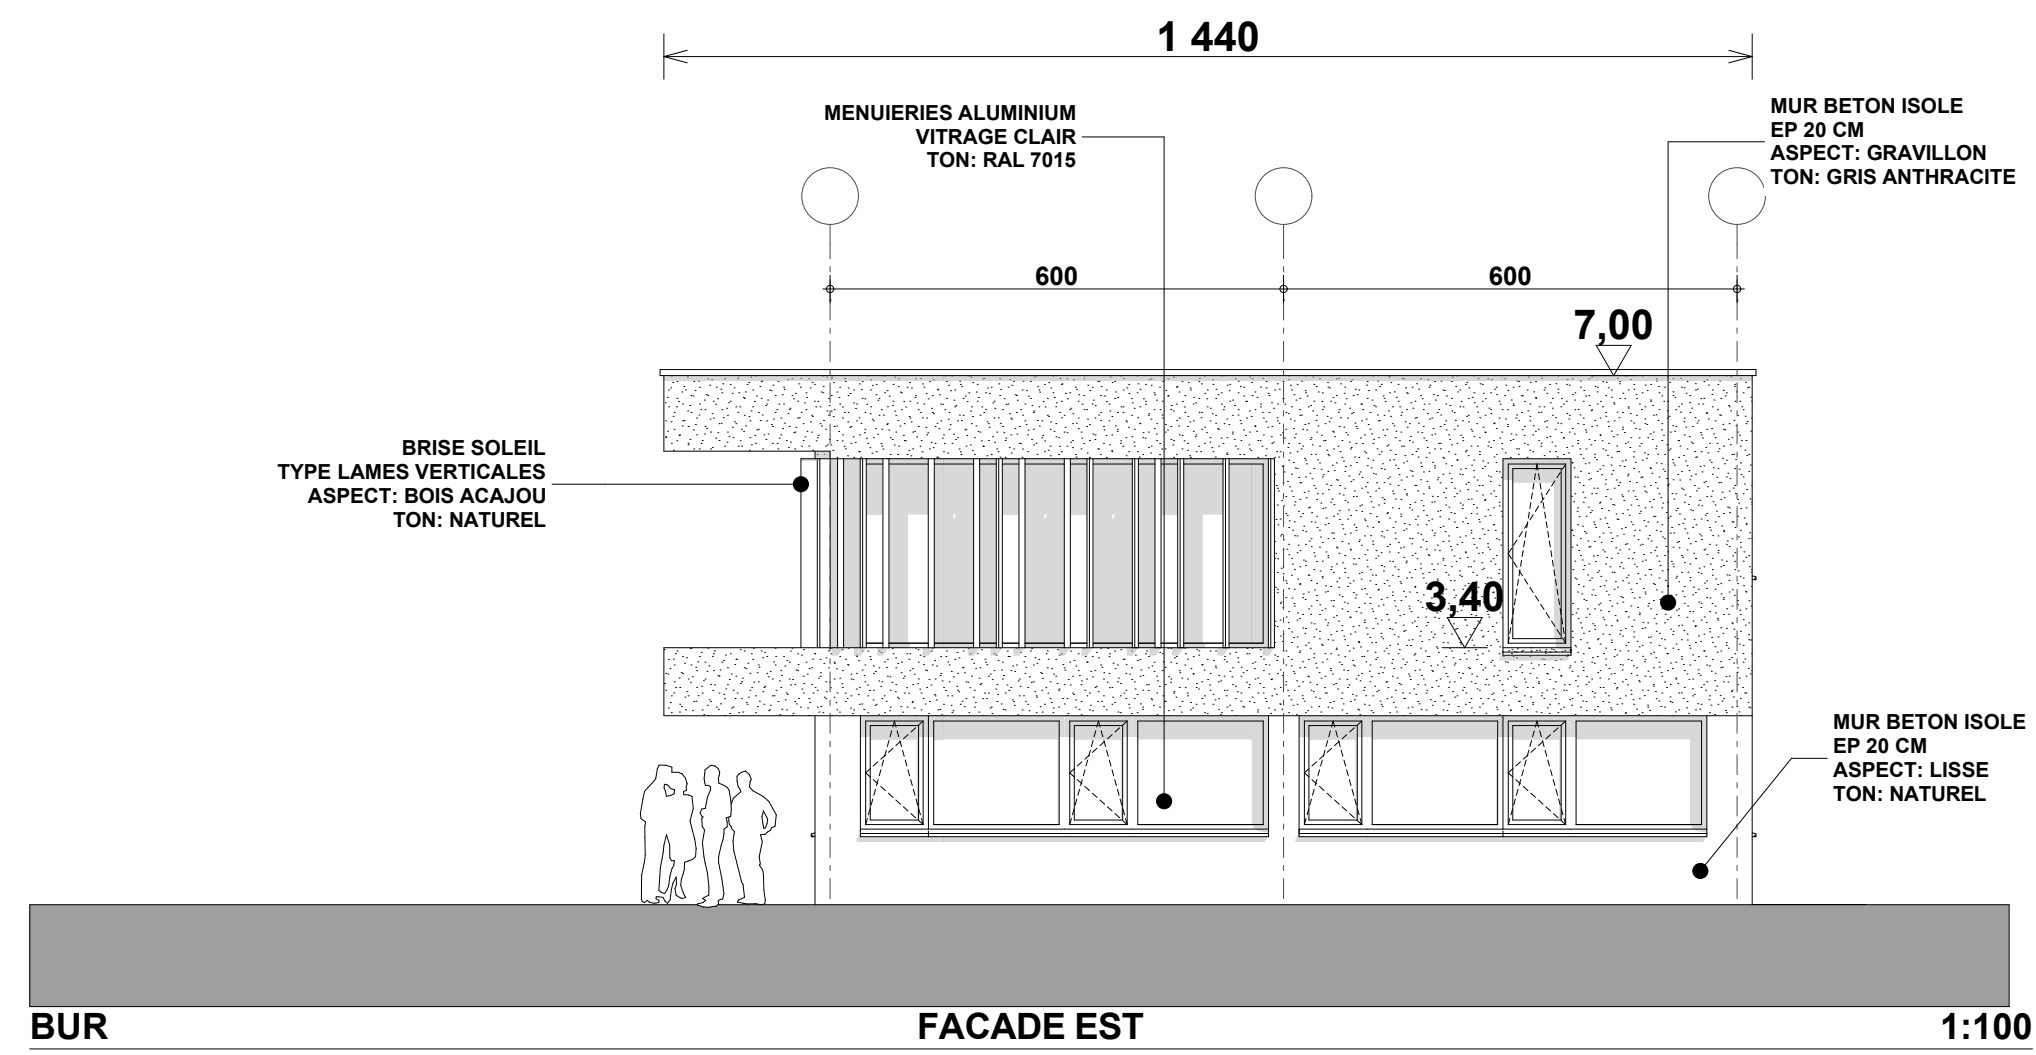 1 440
MENUIERIES ALUMINIUM
VITRAGE CLAIR
TON: RAL 7015
MUR BETON ISOLE
EP 20 CM
ASPECT: GRAVILLON
TON: GRIS ANTHRACITE
600
600
7,00
BRISE SOLEIL
TYPE LAMES VERTICALES
ASPECT: BOIS ACAJOU
TON: NATUREL
3,40
MUR BETON ISOLE
EP 20 CM
ASPECT: LISSE
TON: NATUREL
BUR
FACADE EST
1:100